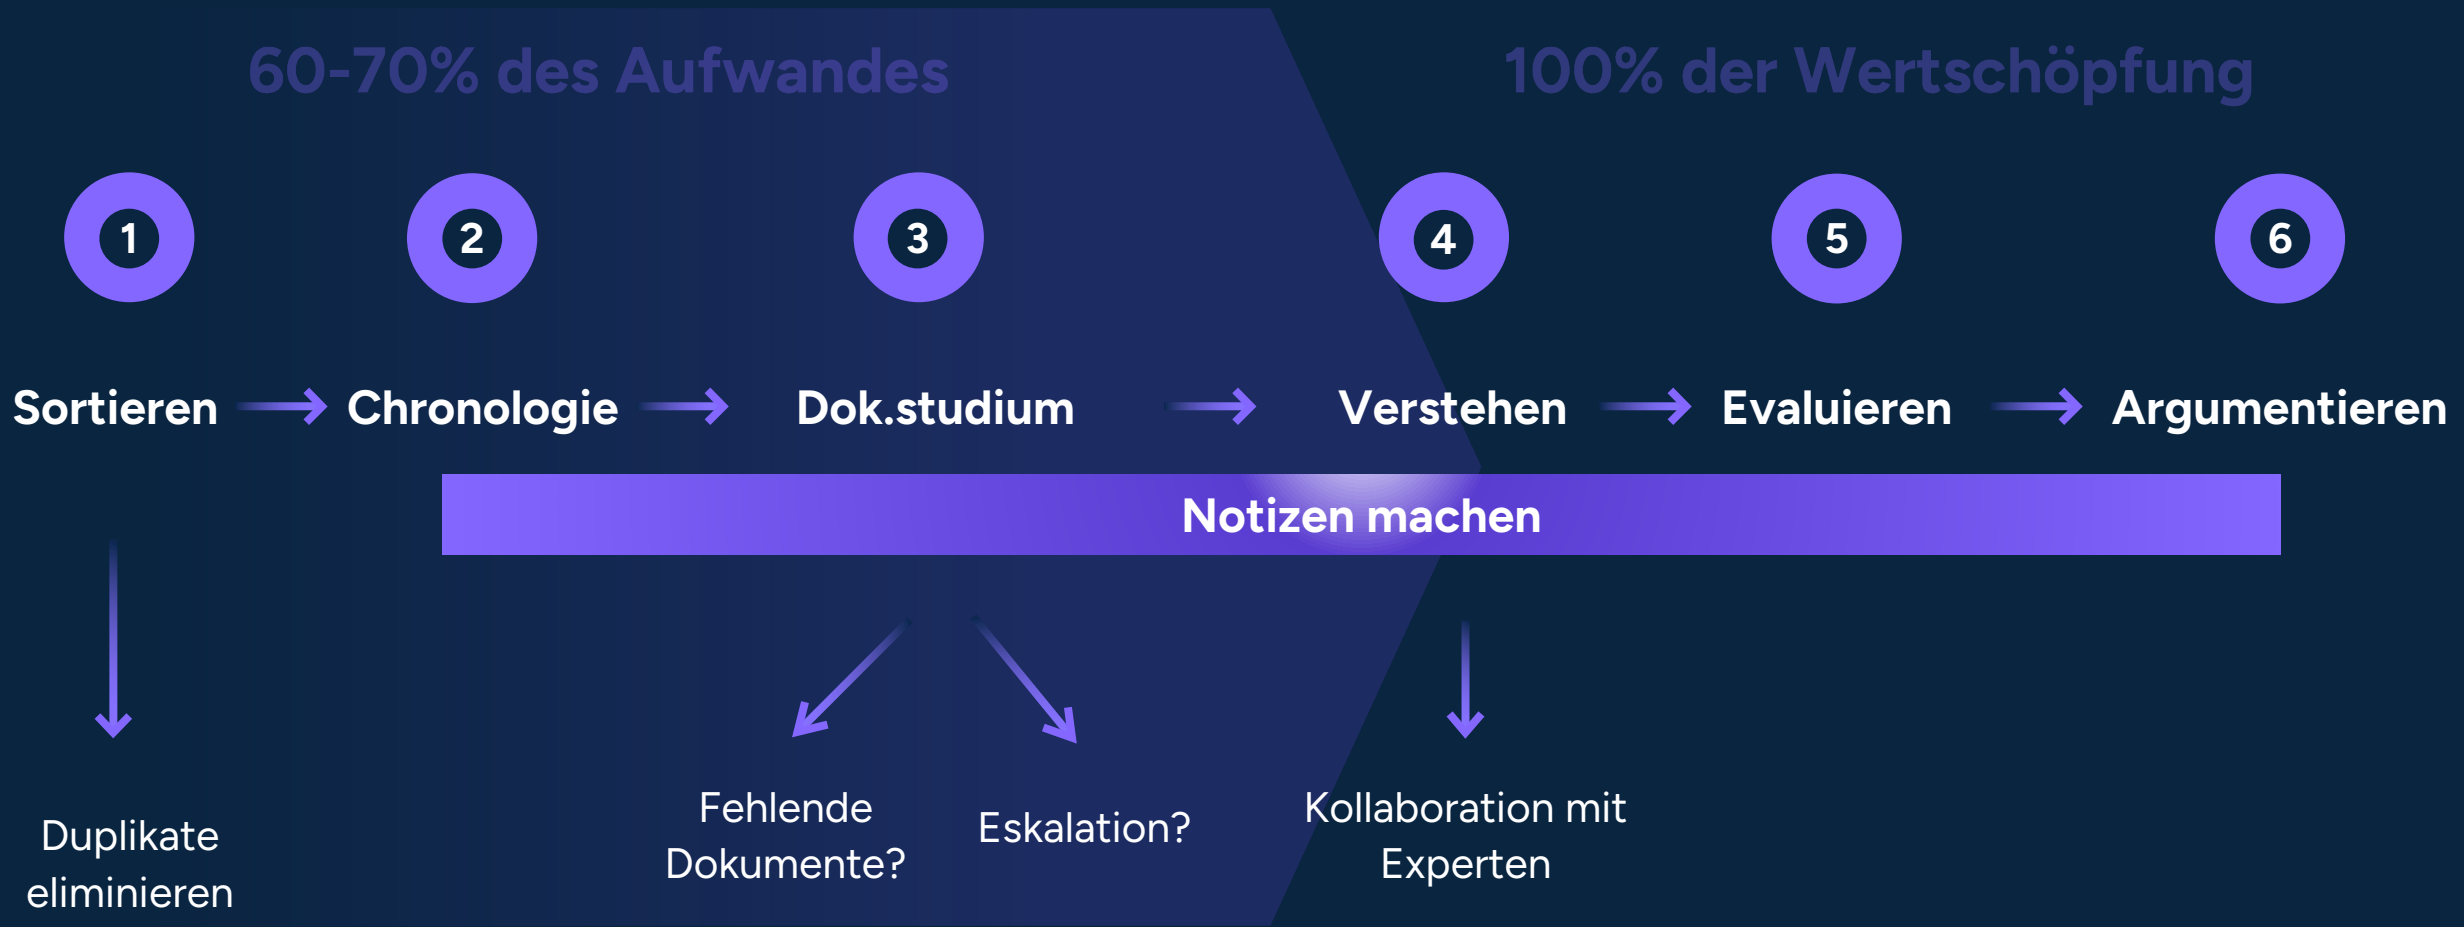 60-70% des Aufwandes
100% der Wertschöpfung
1
2
3
4
5
6
Sortieren
Chronologie
Dok.studium
Verstehen
Evaluieren
Argumentieren
Notizen machen
Duplikate
eliminieren
Fehlende
Dokumente?
Eskalation?
Kollaboration mit
Experten